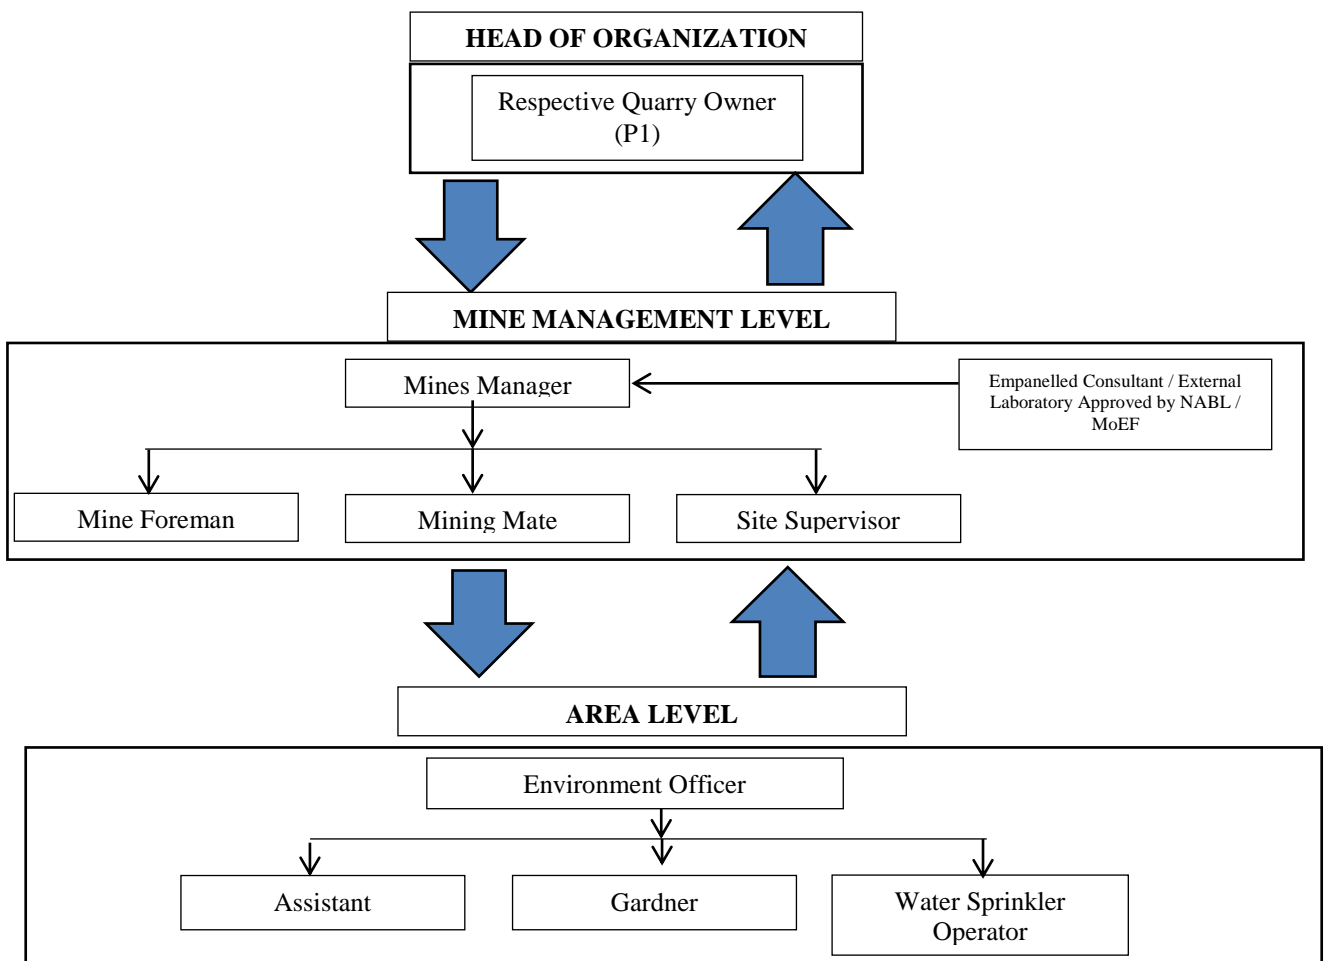 HEAD OF ORGANIZATION
Respective Quarry Owner
(P1)
MINE MANAGEMENT LEVEL
Mines Manager
Empanelled Consultant / External
Laboratory Approved by NABL /
MoEF
Mine Foreman
Mining Mate
Site Supervisor
AREA LEVEL
Environment Officer
Assistant
Gardner
Water Sprinkler
Operator